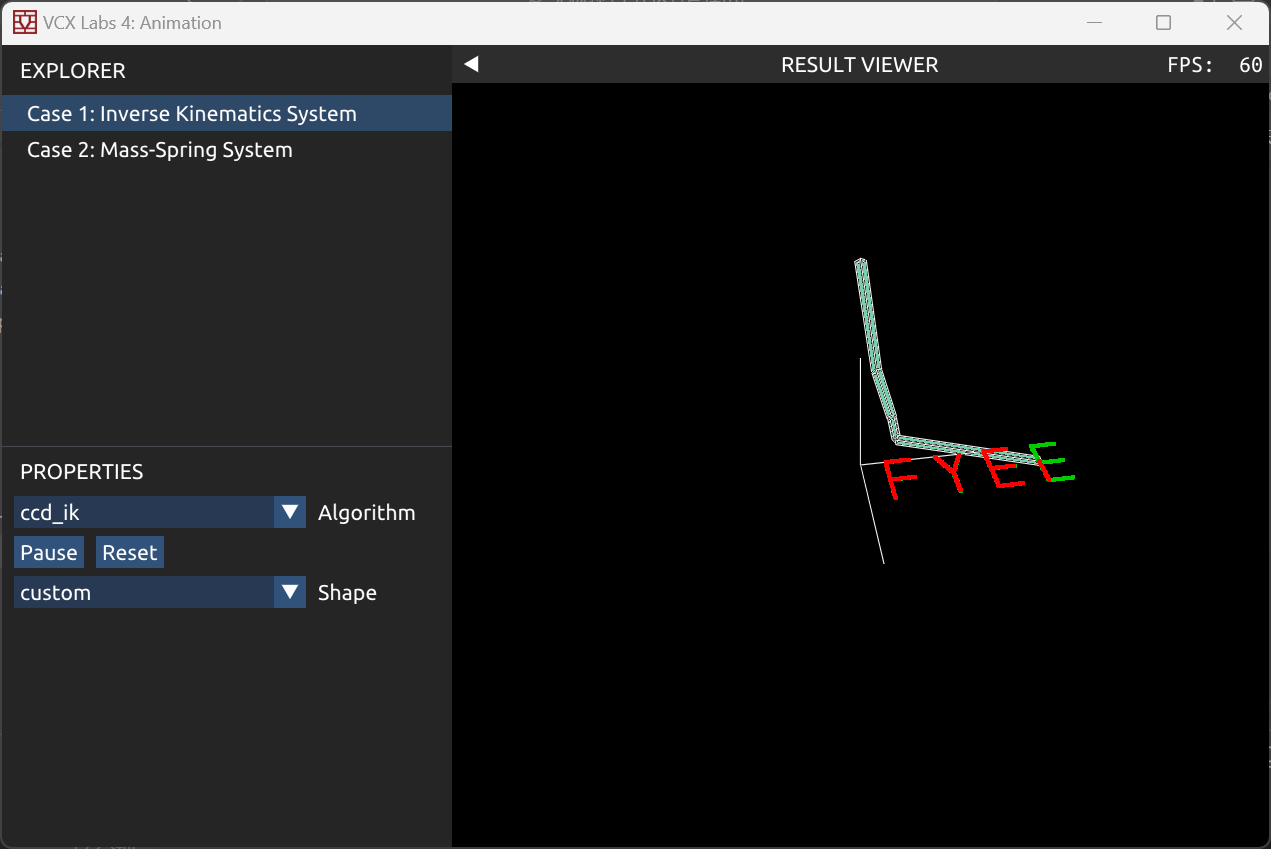 VCX Labs 4: Animation
EXPLORER
Case 1: Inverse Kinematics System
Case 2: Mass-Spring System
PROPERTIES
ccd_ik Algorithm
Pause Reset
custom Shape
RESULT VIEWER FPS: 60
FYEE